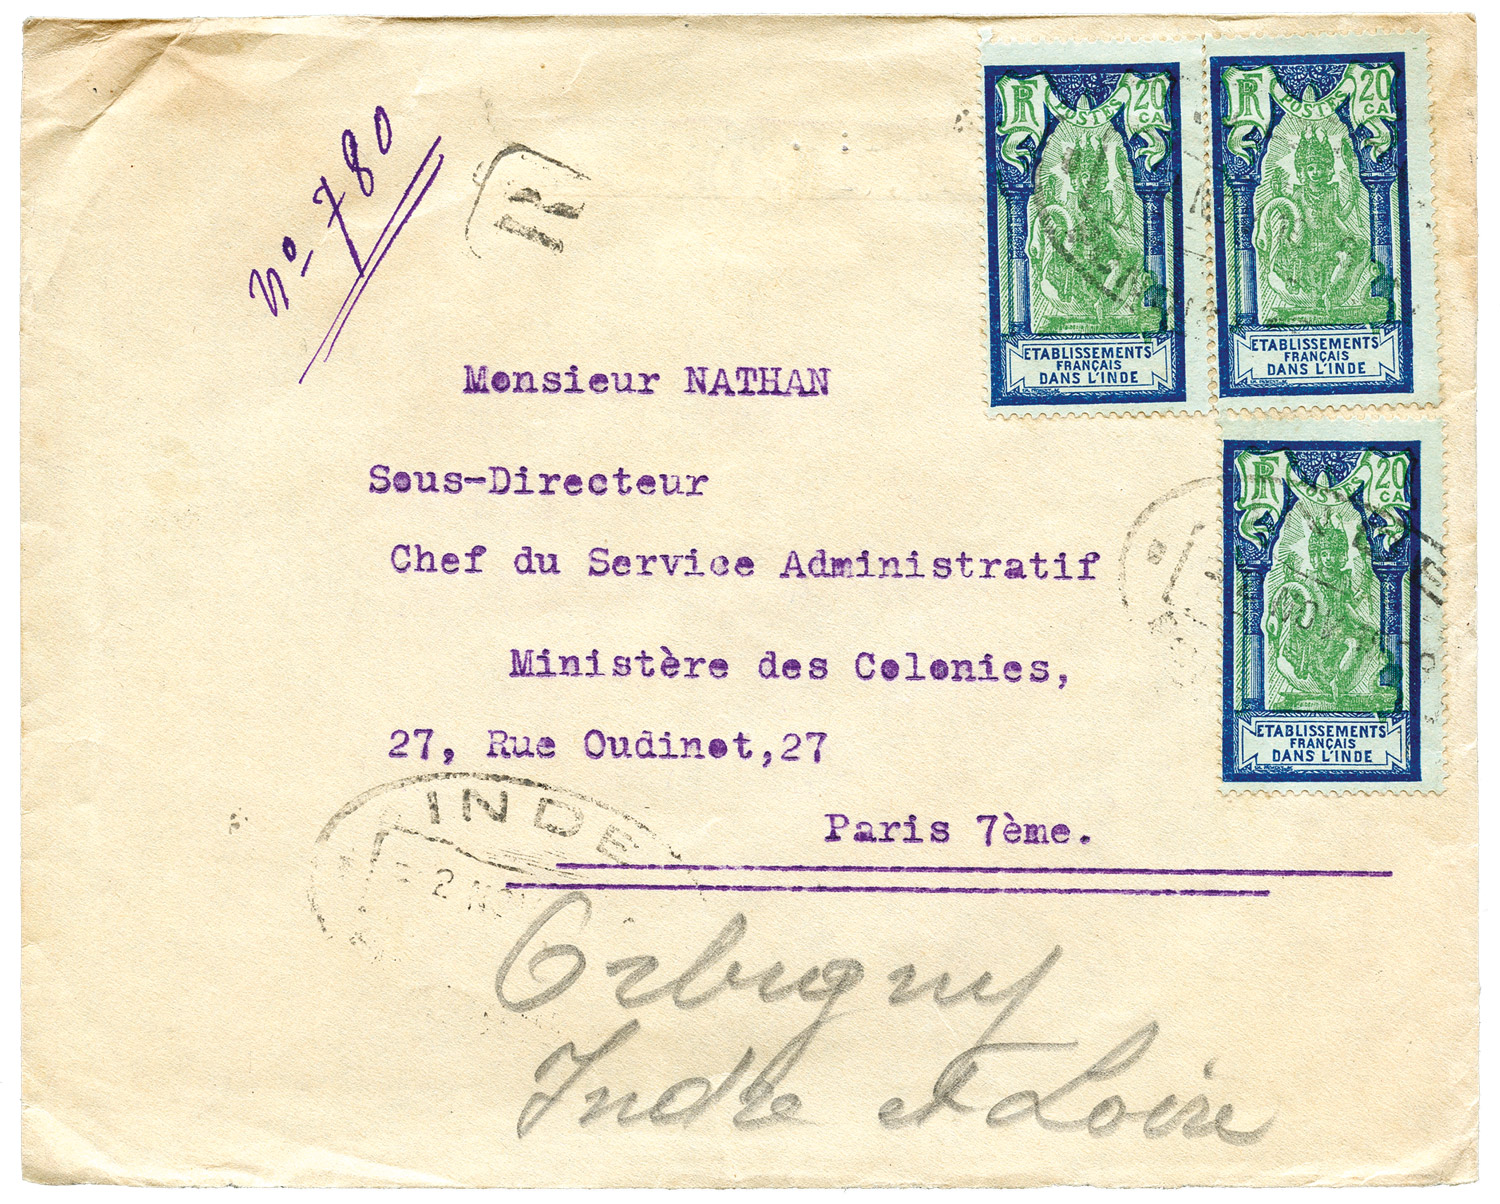 nº 780
R
RF POSTES 20 CA
ETABLISSEMENTS
FRANÇAIS
DANS L'INDE
RF POSTES 20 CA
ETABLISSEMENTS
FRANÇAIS
DANS L'INDE
RF POSTES 20 CA
ETABLISSEMENTS
FRANÇAIS
DANS L'INDE
Monsieur NATHAN
Sous-Directeur
Chef du Service Administratif
Ministère des Colonies,
27, Rue Oudinot,27
Paris 7ème.
INDE
2
Orbigny
Indre et Loire